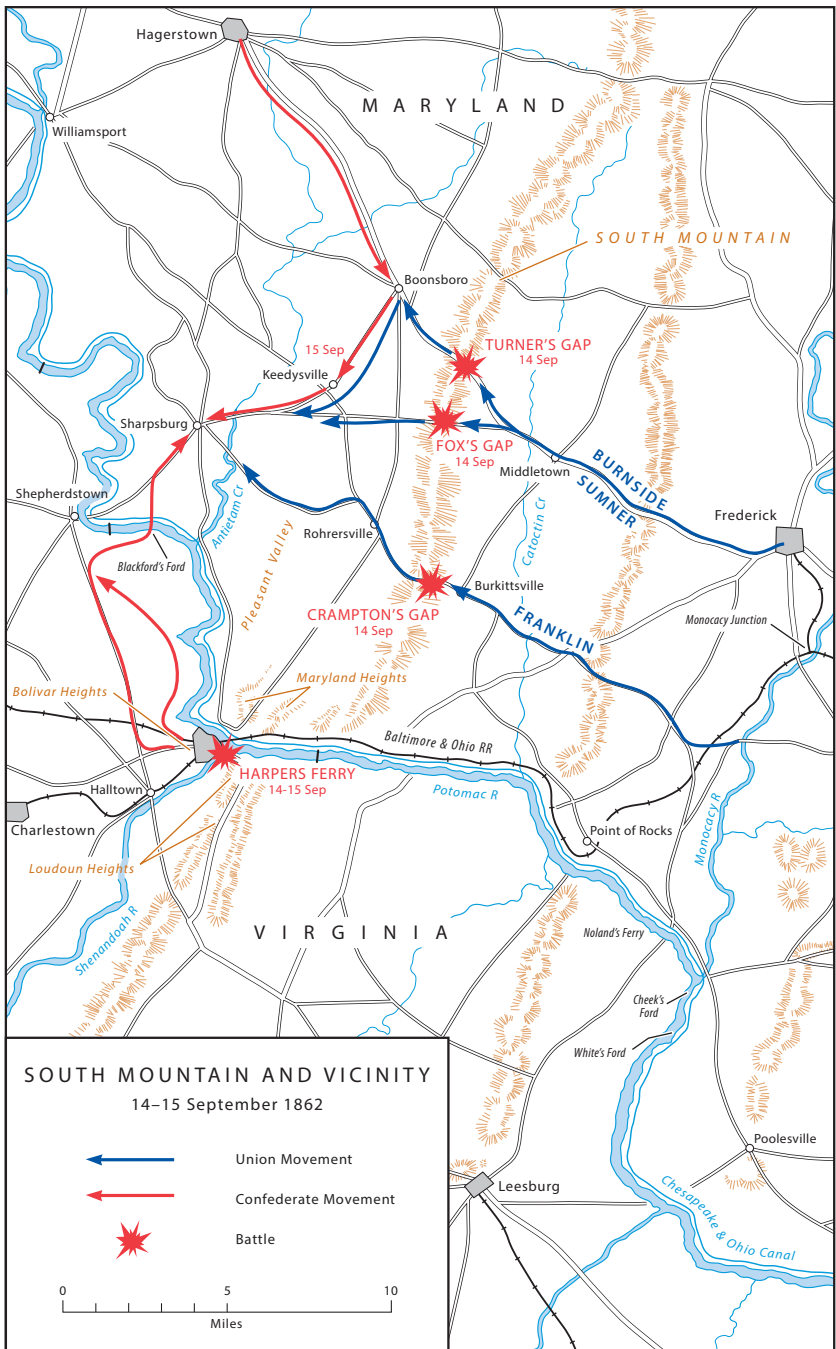 Hagerstown
MARYLAND
Williamsport
SOUTH MOUNTAIN
Boonsboro
TURNER'S GAP
14 Sep
15 Sep
Keedysville
Sharpsburg
FOX'S GAP
14 Sep
Middletown
BURNSIDE
SUMNER
Frederick
Shepherdstown
Antietam Cr
Pleasant Valley
Rohrersville
Catoctin Cr
Blackford's Ford
Burkittsville
CRAMPTON'S GAP
14 Sep
FRANKLIN
Monocacy Junction
Maryland Heights
Bolivar Heights
Baltimore & Ohio RR
HARPERS FERRY
14-15 Sep
Halltown
Potomac R
Monocacy R
Charlestown
Point of Rocks
Loudoun Heights
Shenandoah R
VIRGINIA
Noland's Ferry
Cheek's
Ford
White's Ford
SOUTH MOUNTAIN AND VICINITY
14–15 September 1862
Union Movement
Confederate Movement
Battle
0 5 10
Miles
Poolesville
Leesburg
Chesapeake & Ohio Canal